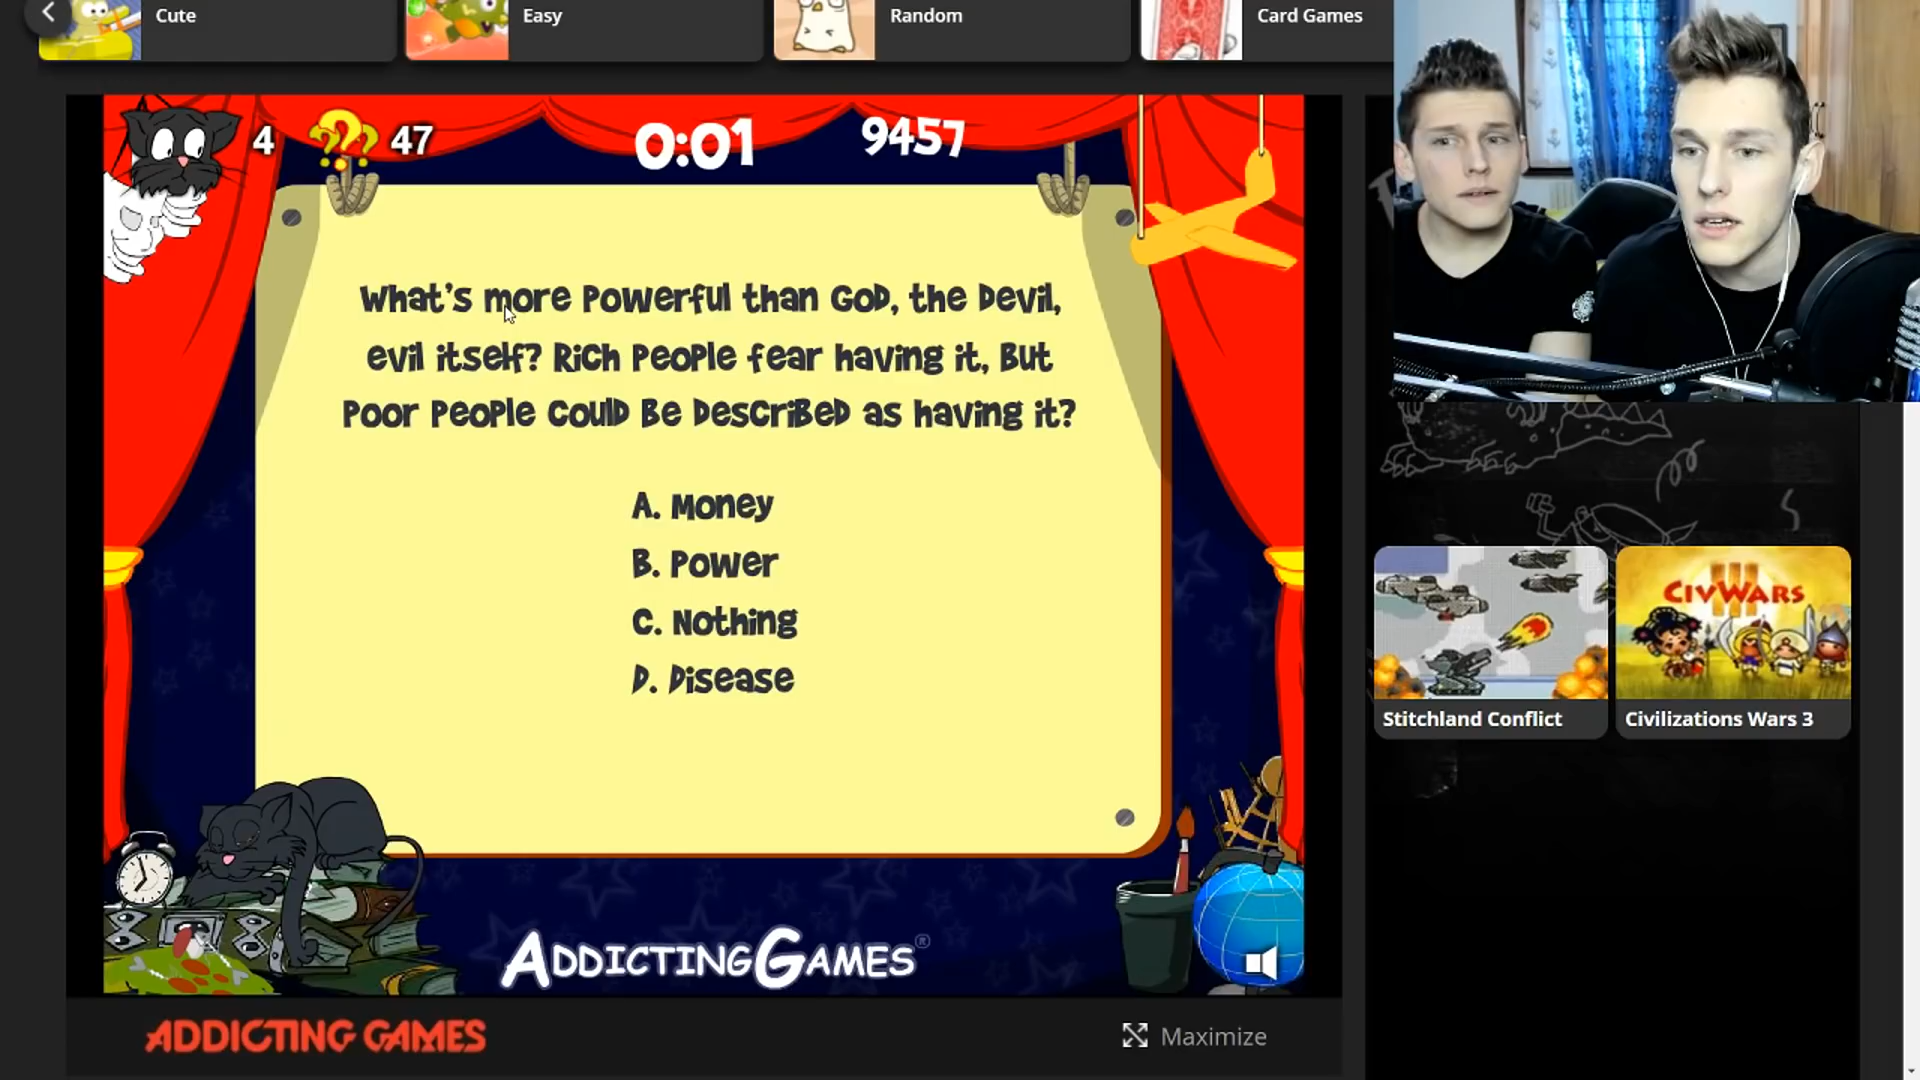 Cute
Easy
Random
Card Games
4
??
47
0:01
9457
What's more powerful than God, the Devil,
evil itself? Rich people fear having it, but
poor people could be described as having it?
A. Money
B. Power
C. Nothing
D. Disease
ADDICTINGGAMES®
CIVWARS
III
Stitchland Conflict
Civilizations Wars 3
ADDICTING GAMES
Maximize